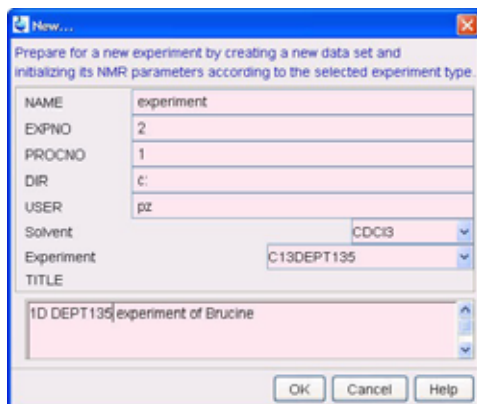 New...
Prepare for a new experiment by creating a new data set and
initializing its NMR parameters according to the selected experiment type.
NAME experiment
EXPNO 2
PROCNO 1
DIR c:
USER pz
Solvent CDCl3
Experiment C13DEPT135
TITLE
1D DEPT135 experiment of Brucine
OK Cancel Help